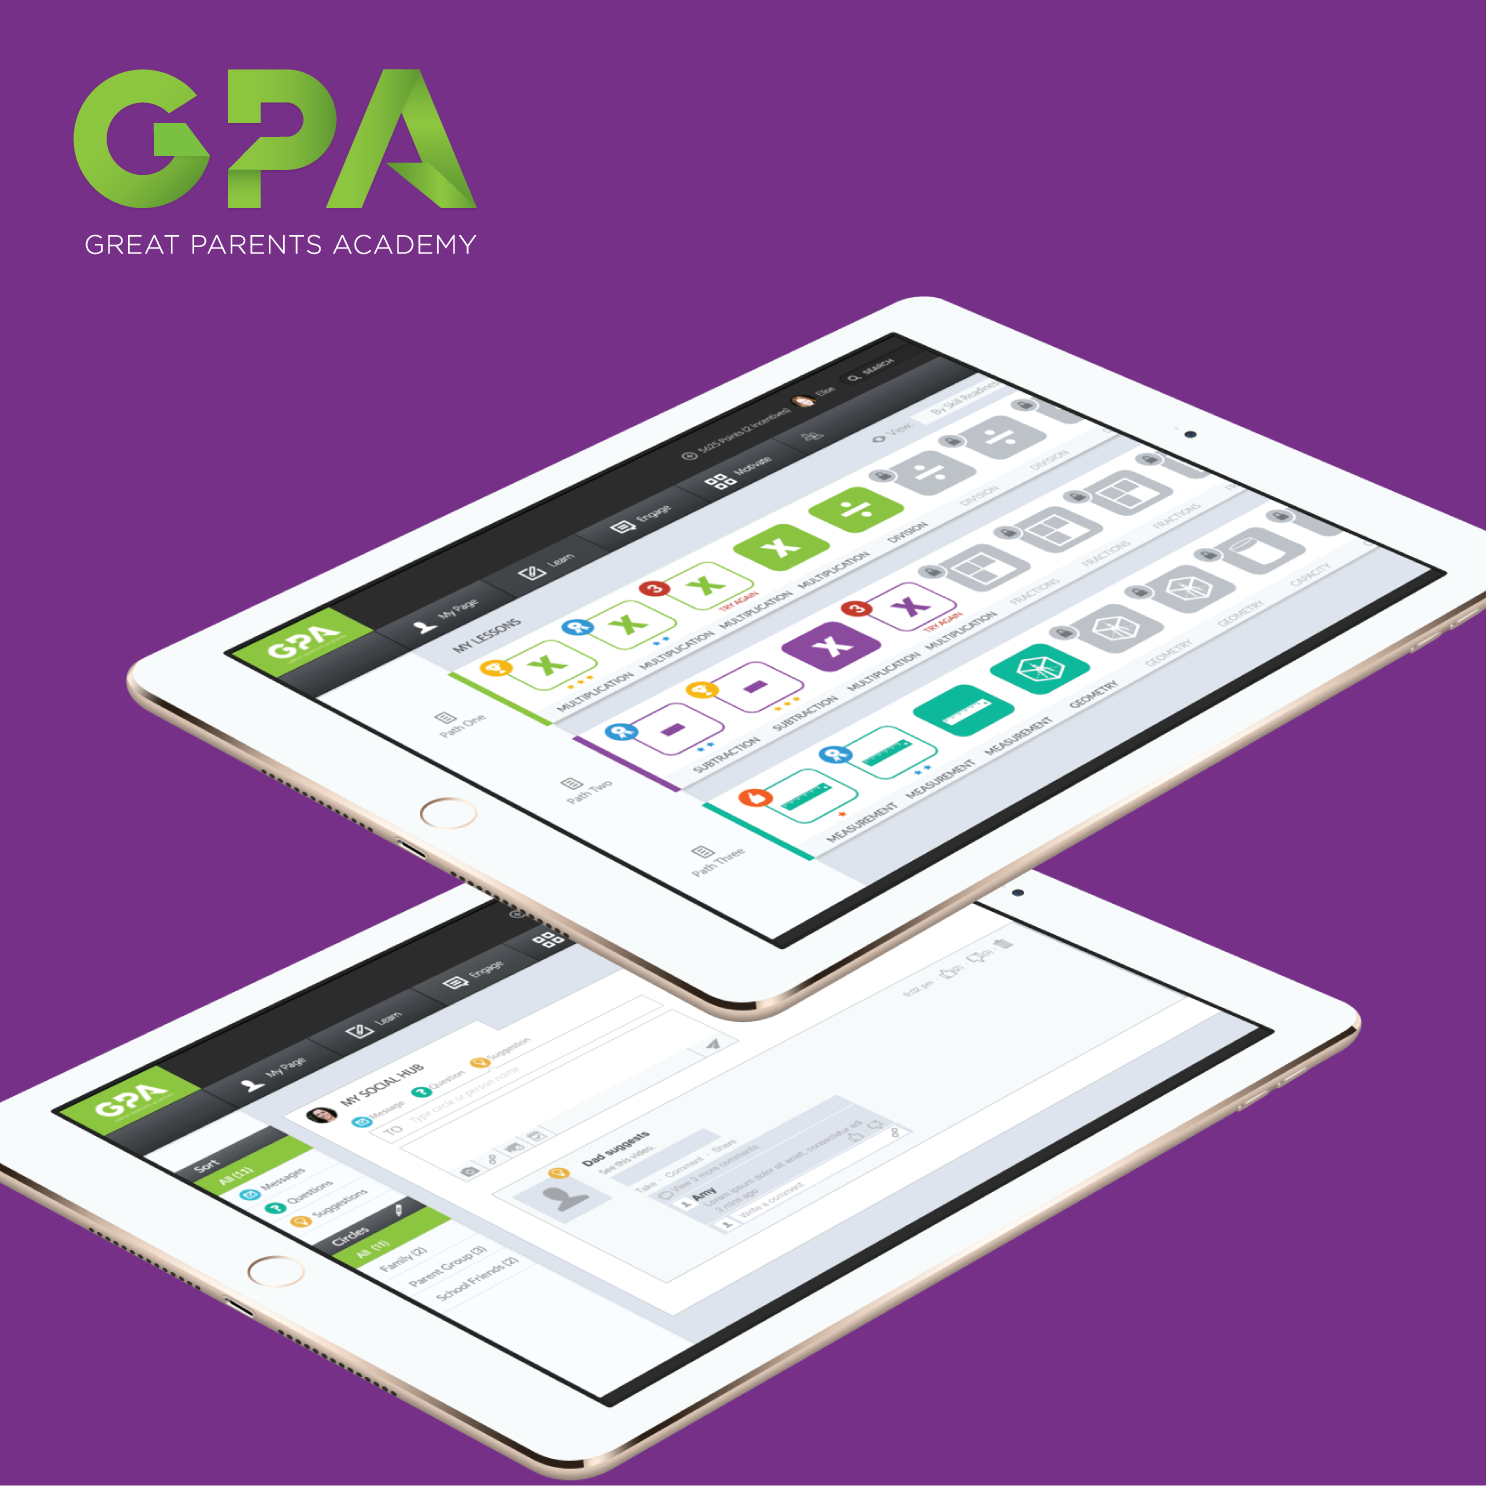 GPA
GREAT PARENTS ACADEMY
5625 Points (2 Incentives)
Elise
SEARCH
GPA
My Page
Learn
Engage
Motivate
MY LESSONS
View:
By Skill Readiness
Path One
3
TRY AGAIN
MULTIPLICATION
MULTIPLICATION
MULTIPLICATION
MULTIPLICATION
DIVISION
DIVISION
DIVISION
Path Two
3
TRY AGAIN
SUBTRACTION
SUBTRACTION
MULTIPLICATION
MULTIPLICATION
FRACTIONS
FRACTIONS
FRACTIONS
Path Three
MEASUREMENT
MEASUREMENT
MEASUREMENT
GEOMETRY
GEOMETRY
GEOMETRY
CAPACITY
GPA
My Page
Learn
Engage
Sort
All (11)
Messages
Questions
Suggestions
Circles
All (11)
Family (2)
Parent Group (3)
School Friends (2)
MY SOCIAL HUB
Message
Question
Suggestion
TO
Type circle or person name
Dad suggests
See this video.
9:02 pm
Take - Comment - Share
View 3 more comments
Amy
Lorem ipsum dolor sit amet, consectetur adi
3 mins ago
Write a comment